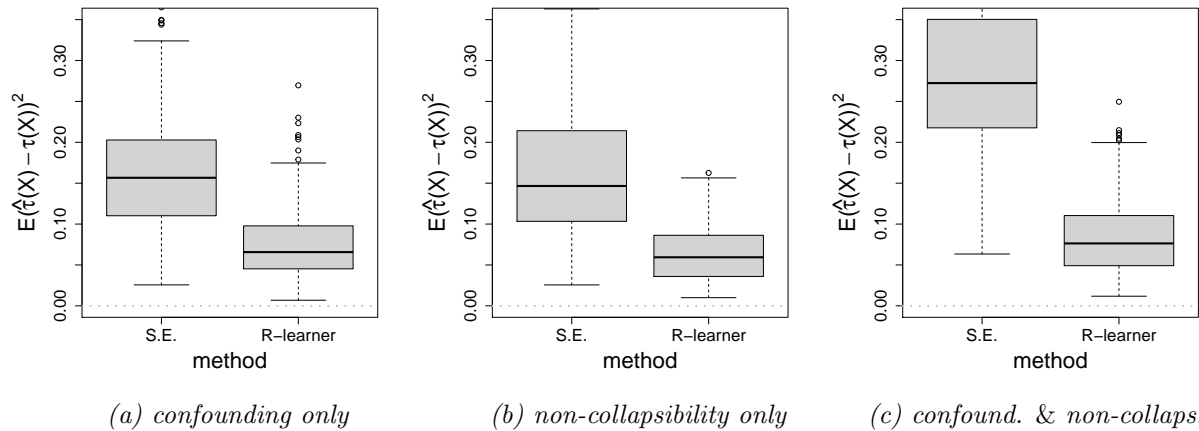 E(τ̂(X) − τ(X))²
0.00 0.10 0.20 0.30
S.E. R−learner
method
(a) confounding only
E(τ̂(X) − τ(X))²
0.00 0.10 0.20 0.30
S.E. R−learner
method
(b) non-collapsibility only
E(τ̂(X) − τ(X))²
0.00 0.10 0.20 0.30
S.E. R−learner
method
(c) confound. & non-collaps